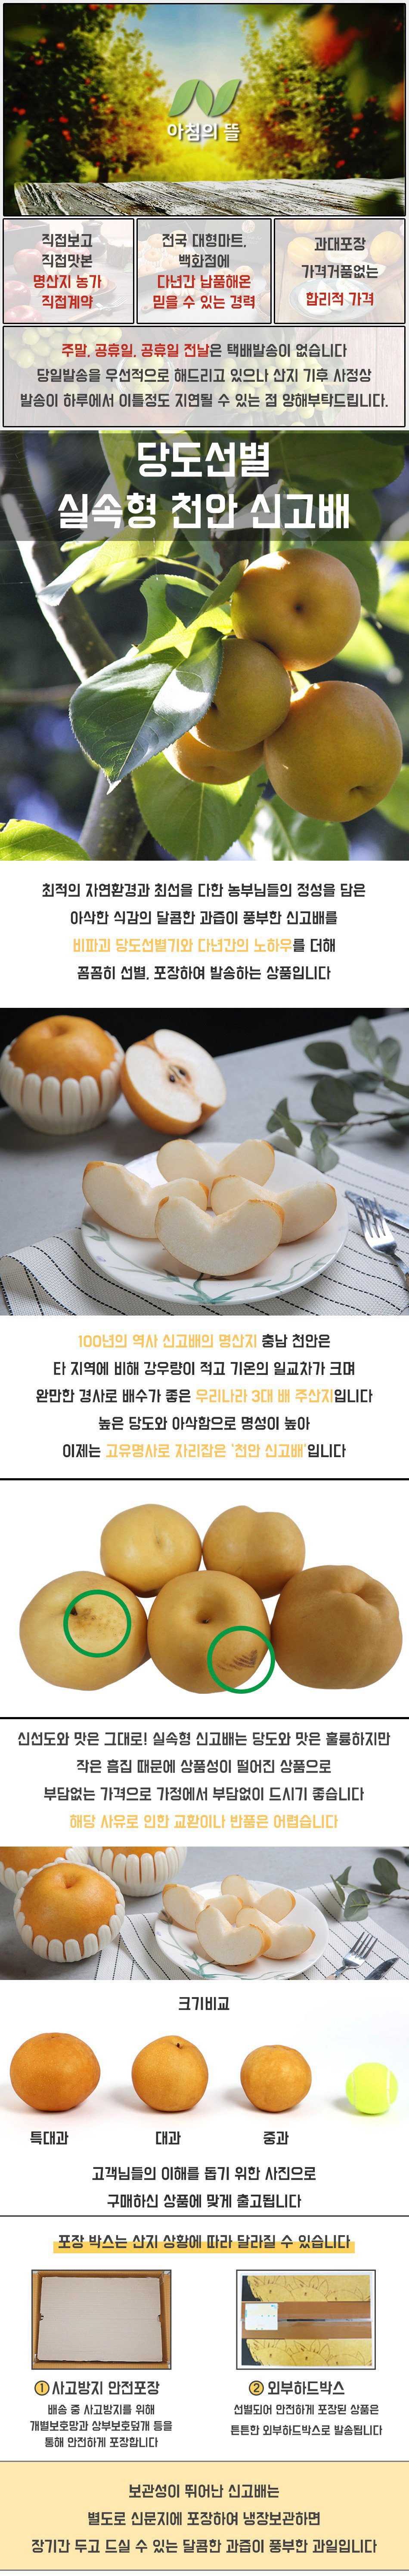 아침의 뜰
직접보고
직접맛본
명산지 농가
직접계약
전국 대형마트,
백화점에
다년간 납품해온
믿을 수 있는 경력
과대포장
가격거품없는
합리적 가격
주말, 공휴일, 공휴일 전날은 택배발송이 없습니다
당일발송을 우선적으로 해드리고 있으나 산지 기후 사정상
발송이 하루에서 이틀정도 지연될 수 있는 점 양해부탁드립니다.
당도선별
실속형 천안 신고배
최적의 자연환경과 최선을 다한 농부님들의 정성을 담은
아삭한 식감의 달콤한 과즙이 풍부한 신고배를
비파괴 당도선별기와 다년간의 노하우를 더해
꼼꼼히 선별, 포장하여 발송하는 상품입니다
100년의 역사 신고배의 명산지 충남 천안은
타 지역에 비해 강우량이 적고 기온의 일교차가 크며
완만한 경사로 배수가 좋은 우리나라 3대 배 주산지입니다
높은 당도와 아삭함으로 명성이 높아
이제는 고유명사로 자리잡은 '천안 신고배'입니다
신선도와 맛은 그대로! 실속형 신고배는 당도와 맛은 훌륭하지만
작은 흠집 때문에 상품성이 떨어진 상품으로
부담없는 가격으로 가정에서 부담없이 드시기 좋습니다
해당 사유로 인한 교환이나 반품은 어렵습니다
크기비교
특대과
대과
중과
고객님들의 이해를 돕기 위한 사진으로
구매하신 상품에 맞게 출고됩니다
포장 박스는 산지 상황에 따라 달라질 수 있습니다
1 사고방지 안전포장
배송 중 사고방지를 위해
개별보호망과 상부보호덮개 등을
통해 안전하게 포장합니다
2 외부하드박스
선별되어 안전하게 포장된 상품은
튼튼한 외부하드박스로 발송됩니다
보관성이 뛰어난 신고배는
별도로 신문지에 포장하여 냉장보관하면
장기간 두고 드실 수 있는 달콤한 과즙이 풍부한 과일입니다